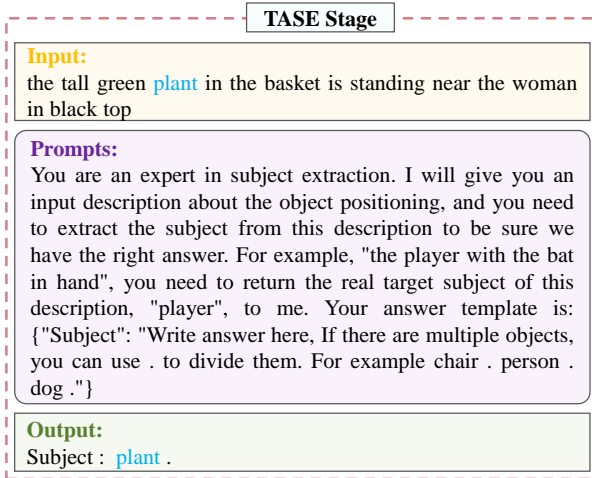 TASE Stage
Input:
the tall green plant in the basket is standing near the woman
in black top
Prompts:
You are an expert in subject extraction. I will give you an
input description about the object positioning, and you need
to extract the subject from this description to be sure we
have the right answer. For example, "the player with the bat
in hand", you need to return the real target subject of this
description, "player", to me. Your answer template is:
{"Subject": "Write answer here, If there are multiple objects,
you can use . to divide them. For example chair . person .
dog ."}
Output:
Subject : plant .